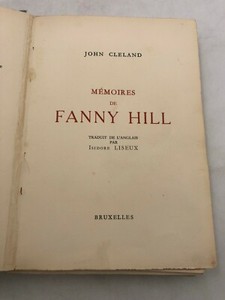 JOHN CLELAND
MÉMOIRES
DE
FANNY HILL
TRADUIT DE L'ANGLAIS
PAR
ISIDORE LISEUX
BRUXELLES